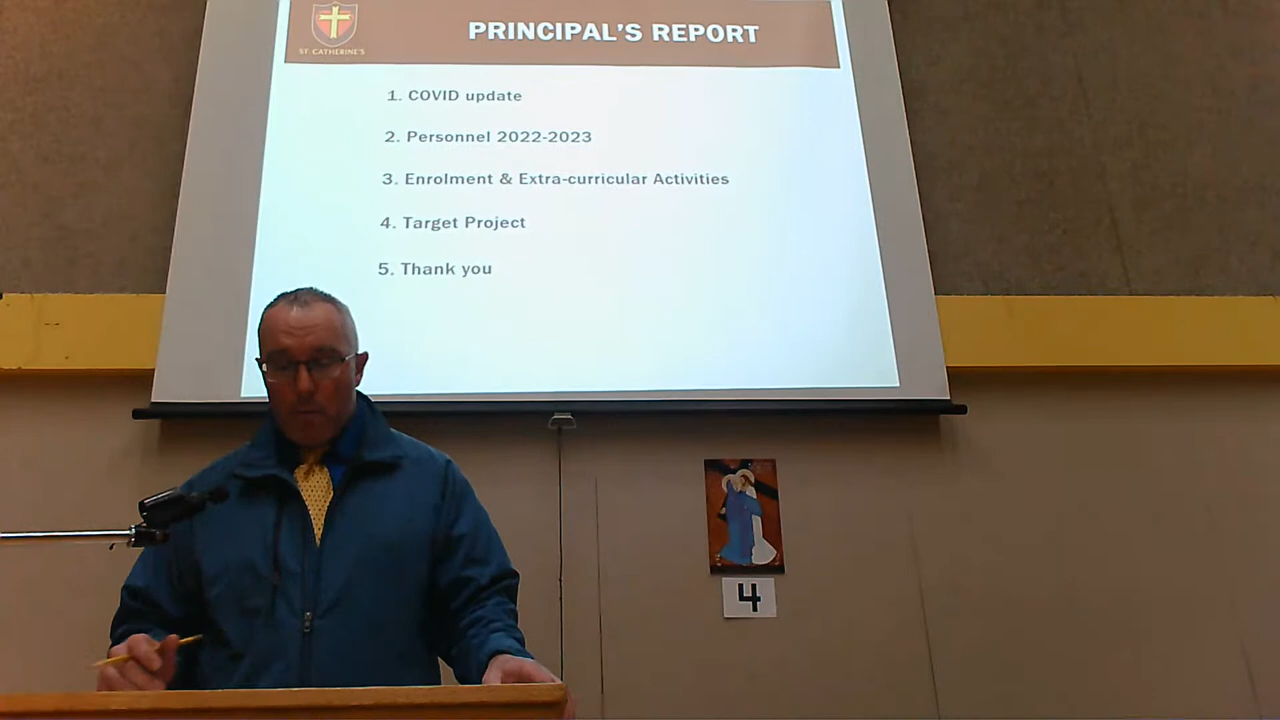 ST. CATHERINE'S
PRINCIPAL'S REPORT
1. COVID update
2. Personnel 2022-2023
3. Enrolment & Extra-curricular Activities
4. Target Project
5. Thank you
4